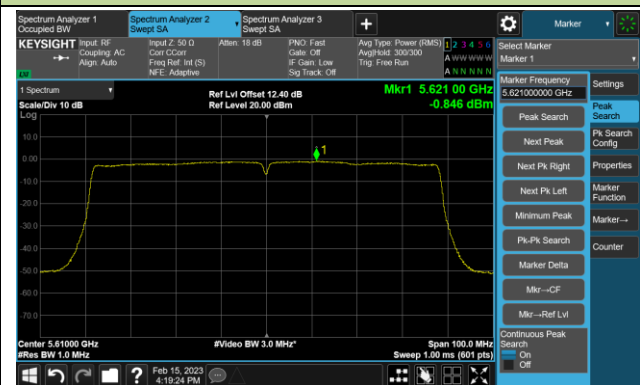 Spectrum Analyzer 1
Occupied BW
Spectrum Analyzer 2
Swept SA
Spectrum Analyzer 3
Swept SA
+
Marker
KEYSIGHT
Input: RF
Coupling: AC
Align: Auto
Input Z: 50 Ω
Corr CCorr
Freq Ref: Int (S)
NFE: Adaptive
Atten: 18 dB
PNO: Fast
Gate: Off
IF Gain: Low
Sig Track: Off
Avg Type: Power (RMS)
Avg|Hold: 300/300
Trig: Free Run
1 2 3 4 5 6
A W W W W W
A N N N N N
Select Marker
Marker 1
1 Spectrum
Scale/Div 10 dB
Log
Ref Lvl Offset 12.40 dB
Ref Level 20.00 dBm
Mkr1 5.621 00 GHz
-0.846 dBm
10.0
0.00
-10.0
-20.0
-30.0
-40.0
-50.0
-60.0
-70.0
1
Center 5.61000 GHz
#Res BW 1.0 MHz
#Video BW 3.0 MHz*
Span 100.0 MHz
Sweep 1.00 ms (601 pts)
Marker Frequency
5.621000000 GHz
Peak Search
Next Peak
Next Pk Right
Next Pk Left
Minimum Peak
Pk-Pk Search
Marker Delta
Mkr→CF
Mkr→Ref Lvl
Continuous Peak
Search
On
Off
Settings
Peak
Search
Pk Search
Config
Properties
Marker
Function
Marker→
Counter
?
Feb 15, 2023
4:19:24 PM